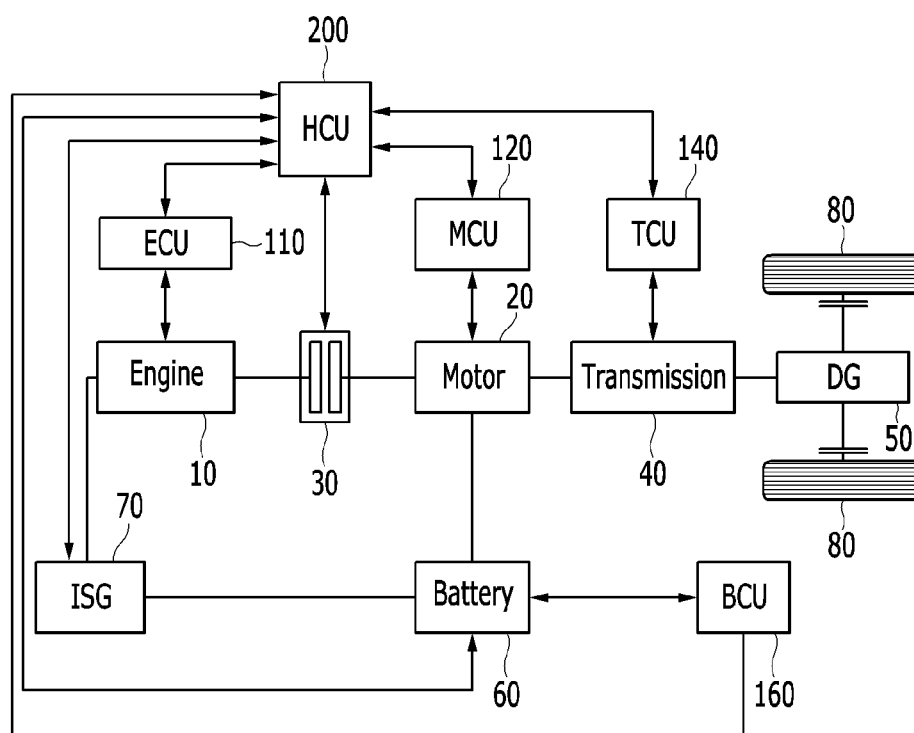 200
HCU
120
140
MCU
TCU
80
ECU
110
20
Engine
Motor
Transmission
DG
50
10
30
40
80
70
ISG
Battery
BCU
60
160